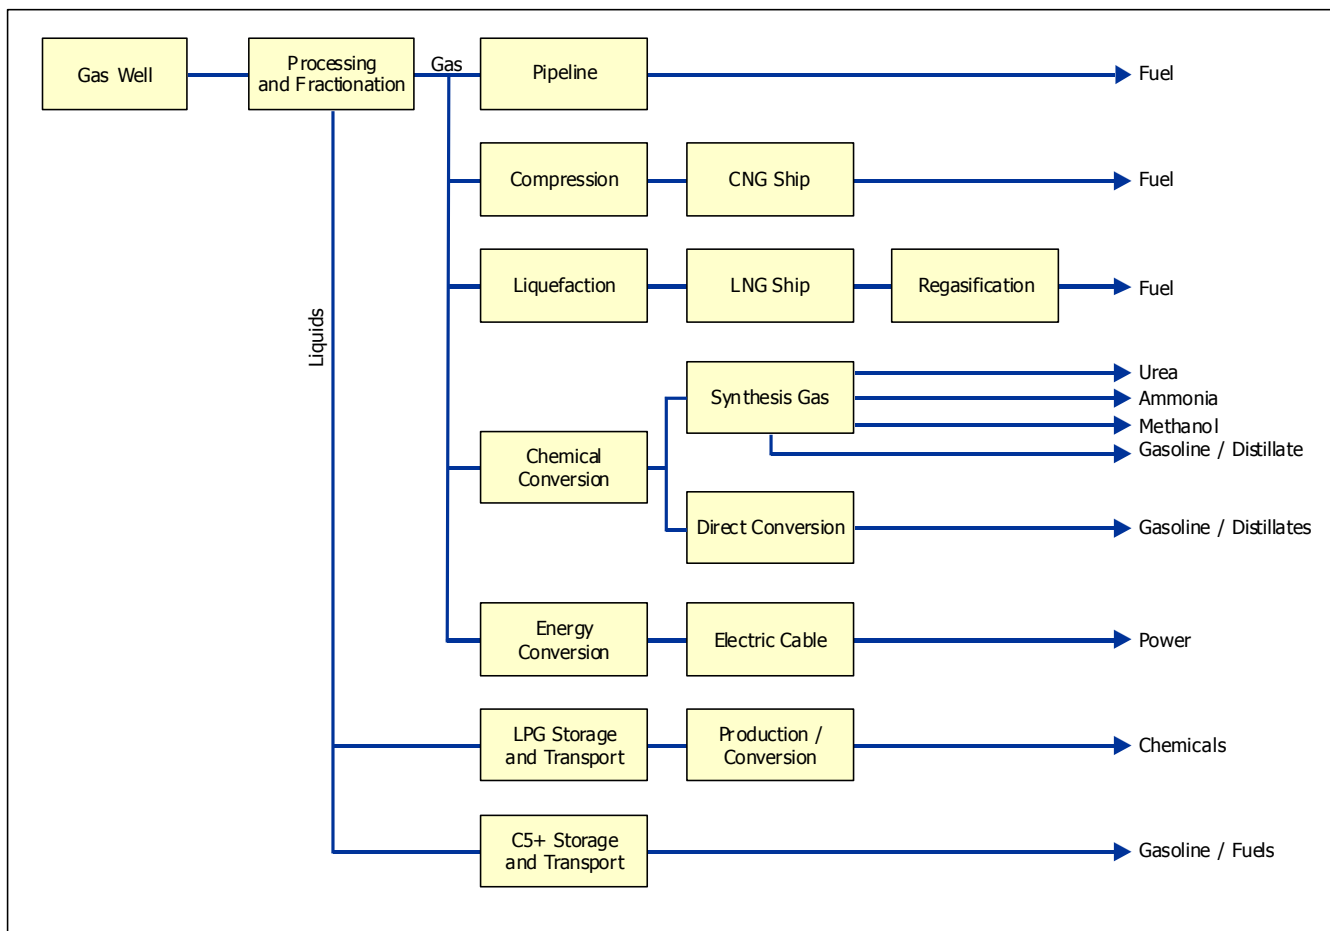 Gas Well
Processing
and Fractionation
Gas
Pipeline
Fuel
Compression
CNG Ship
Fuel
Liquefaction
LNG Ship
Regasification
Fuel
Liquids
Chemical
Conversion
Synthesis Gas
Urea
Ammonia
Methanol
Gasoline / Distillate
Direct Conversion
Gasoline / Distillates
Energy
Conversion
Electric Cable
Power
LPG Storage
and Transport
Production /
Conversion
Chemicals
C5+ Storage
and Transport
Gasoline / Fuels